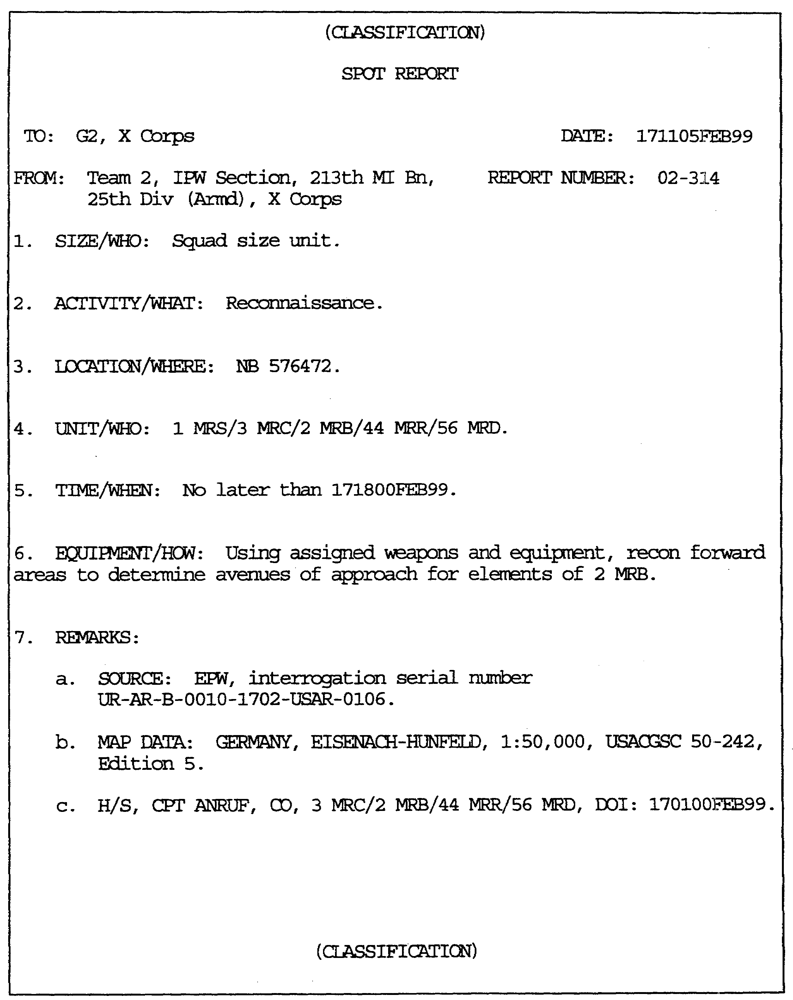 (CLASSIFICATION)
SPOT REPORT
TO: G2, X Corps DATE: 171105FEB99
FROM: Team 2, IPW Section, 213th MI Bn, REPORT NUMBER: 02-314
25th Div (Armd), X Corps
1. SIZE/WHO: Squad size unit.
2. ACTIVITY/WHAT: Reconnaissance.
3. LOCATION/WHERE: NB 576472.
4. UNIT/WHO: 1 MRS/3 MRC/2 MRB/44 MRR/56 MRD.
5. TIME/WHEN: No later than 171800FEB99.
6. EQUIPMENT/HOW: Using assigned weapons and equipment, recon forward
areas to determine avenues of approach for elements of 2 MRB.
7. REMARKS:
a. SOURCE: EPW, interrogation serial number
UR-AR-B-0010-1702-USAR-0106.
b. MAP DATA: GERMANY, EISENACH-HUNFELD, 1:50,000, USACGSC 50-242,
Edition 5.
c. H/S, CPT ANRUF, CO, 3 MRC/2 MRB/44 MRR/56 MRD, DOI: 170100FEB99.
(CLASSIFICATION)